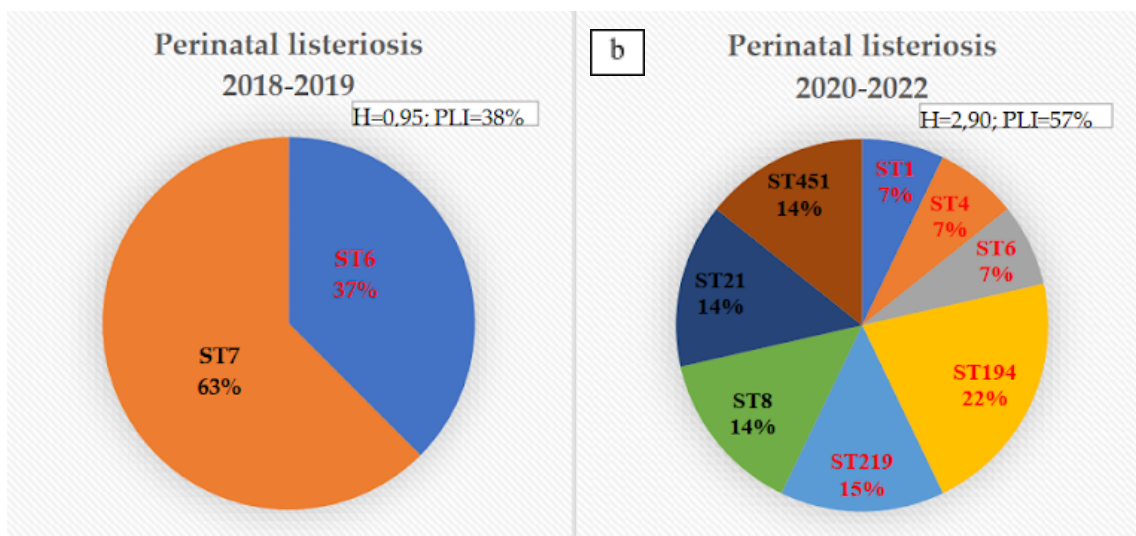 Perinatal listeriosis
2018-2019
H=0,95; PLI=38%
ST6
37%
ST7
63%
b
Perinatal listeriosis
2020-2022
H=2,90; PLI=57%
ST1
7%
ST4
7%
ST6
7%
ST194
22%
ST219
15%
ST8
14%
ST21
14%
ST451
14%